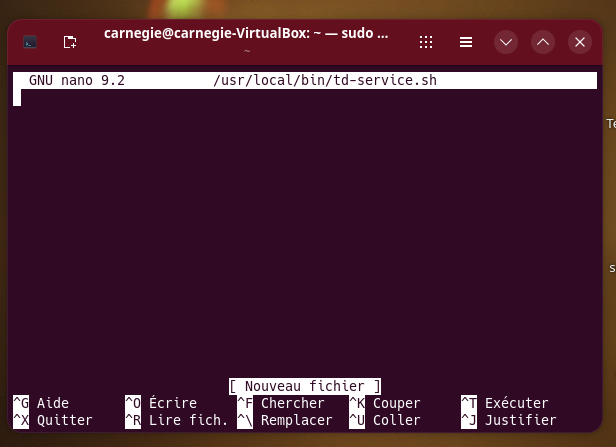 carnegie@carnegie-VirtualBox: ~ — sudo ...
~
GNU nano 9.2 /usr/local/bin/td-service.sh
Te
s
[ Nouveau fichier ]
^G Aide ^O Écrire ^F Chercher ^K Couper ^T Exécuter
^X Quitter ^R Lire fich. ^\ Remplacer ^U Coller ^J Justifier